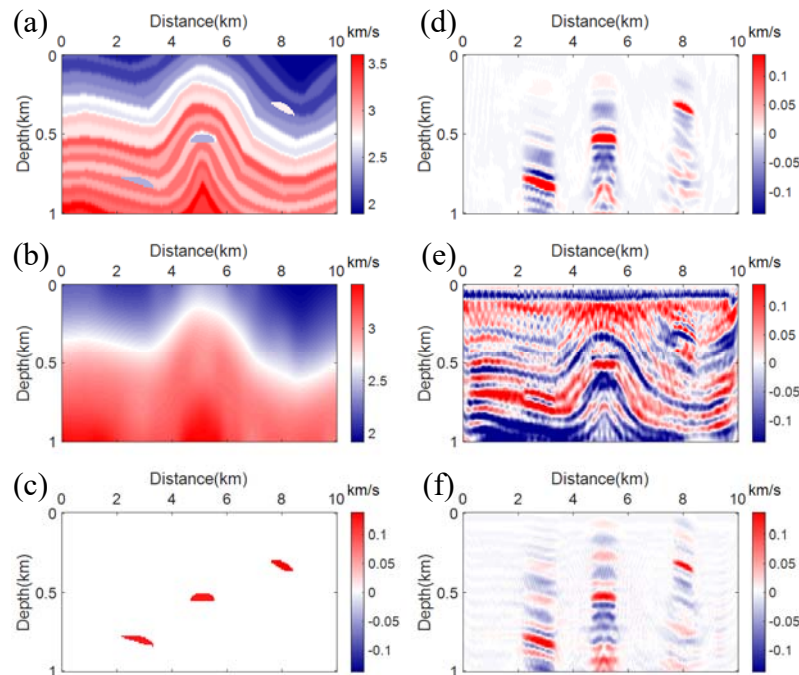 (a)
Distance(km)
0 2 4 6 8 10
km/s
0
0.5
1
Depth(km)
3.5
3
2.5
2
(b)
Distance(km)
0 2 4 6 8 10
km/s
0
0.5
1
Depth(km)
3
2.5
2
(c)
Distance(km)
0 2 4 6 8 10
km/s
0
0.5
1
Depth(km)
0.1
0.05
0
-0.05
-0.1
(d)
Distance(km)
0 2 4 6 8 10
km/s
0
0.5
1
Depth(km)
0.1
0.05
0
-0.05
-0.1
(e)
Distance(km)
0 2 4 6 8 10
km/s
0
0.5
1
Depth(km)
0.1
0.05
0
-0.05
-0.1
(f)
Distance(km)
0 2 4 6 8 10
km/s
0
0.5
1
Depth(km)
0.1
0.05
0
-0.05
-0.1